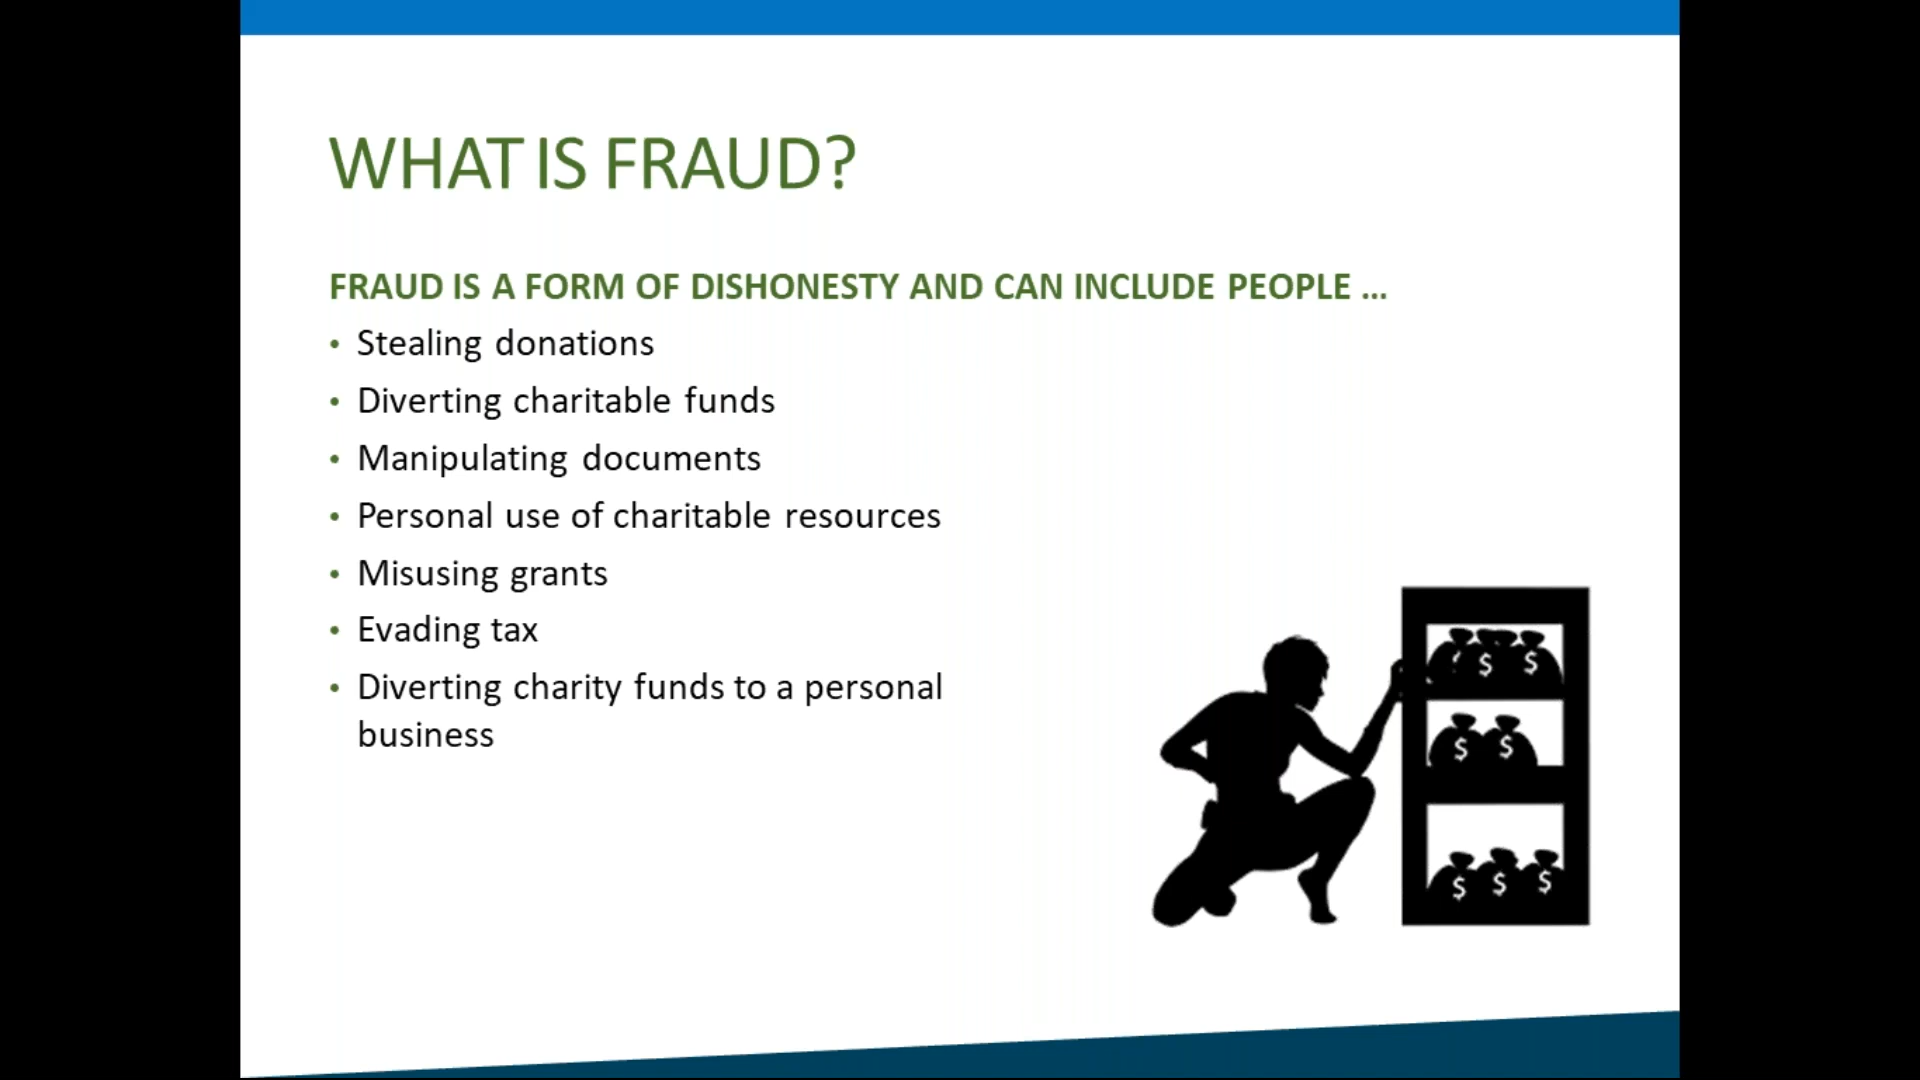 WHAT IS FRAUD?
FRAUD IS A FORM OF DISHONESTY AND CAN INCLUDE PEOPLE ...
• Stealing donations
• Diverting charitable funds
• Manipulating documents
• Personal use of charitable resources
• Misusing grants
• Evading tax
• Diverting charity funds to a personal
business
$ $
$ $
$ $ $